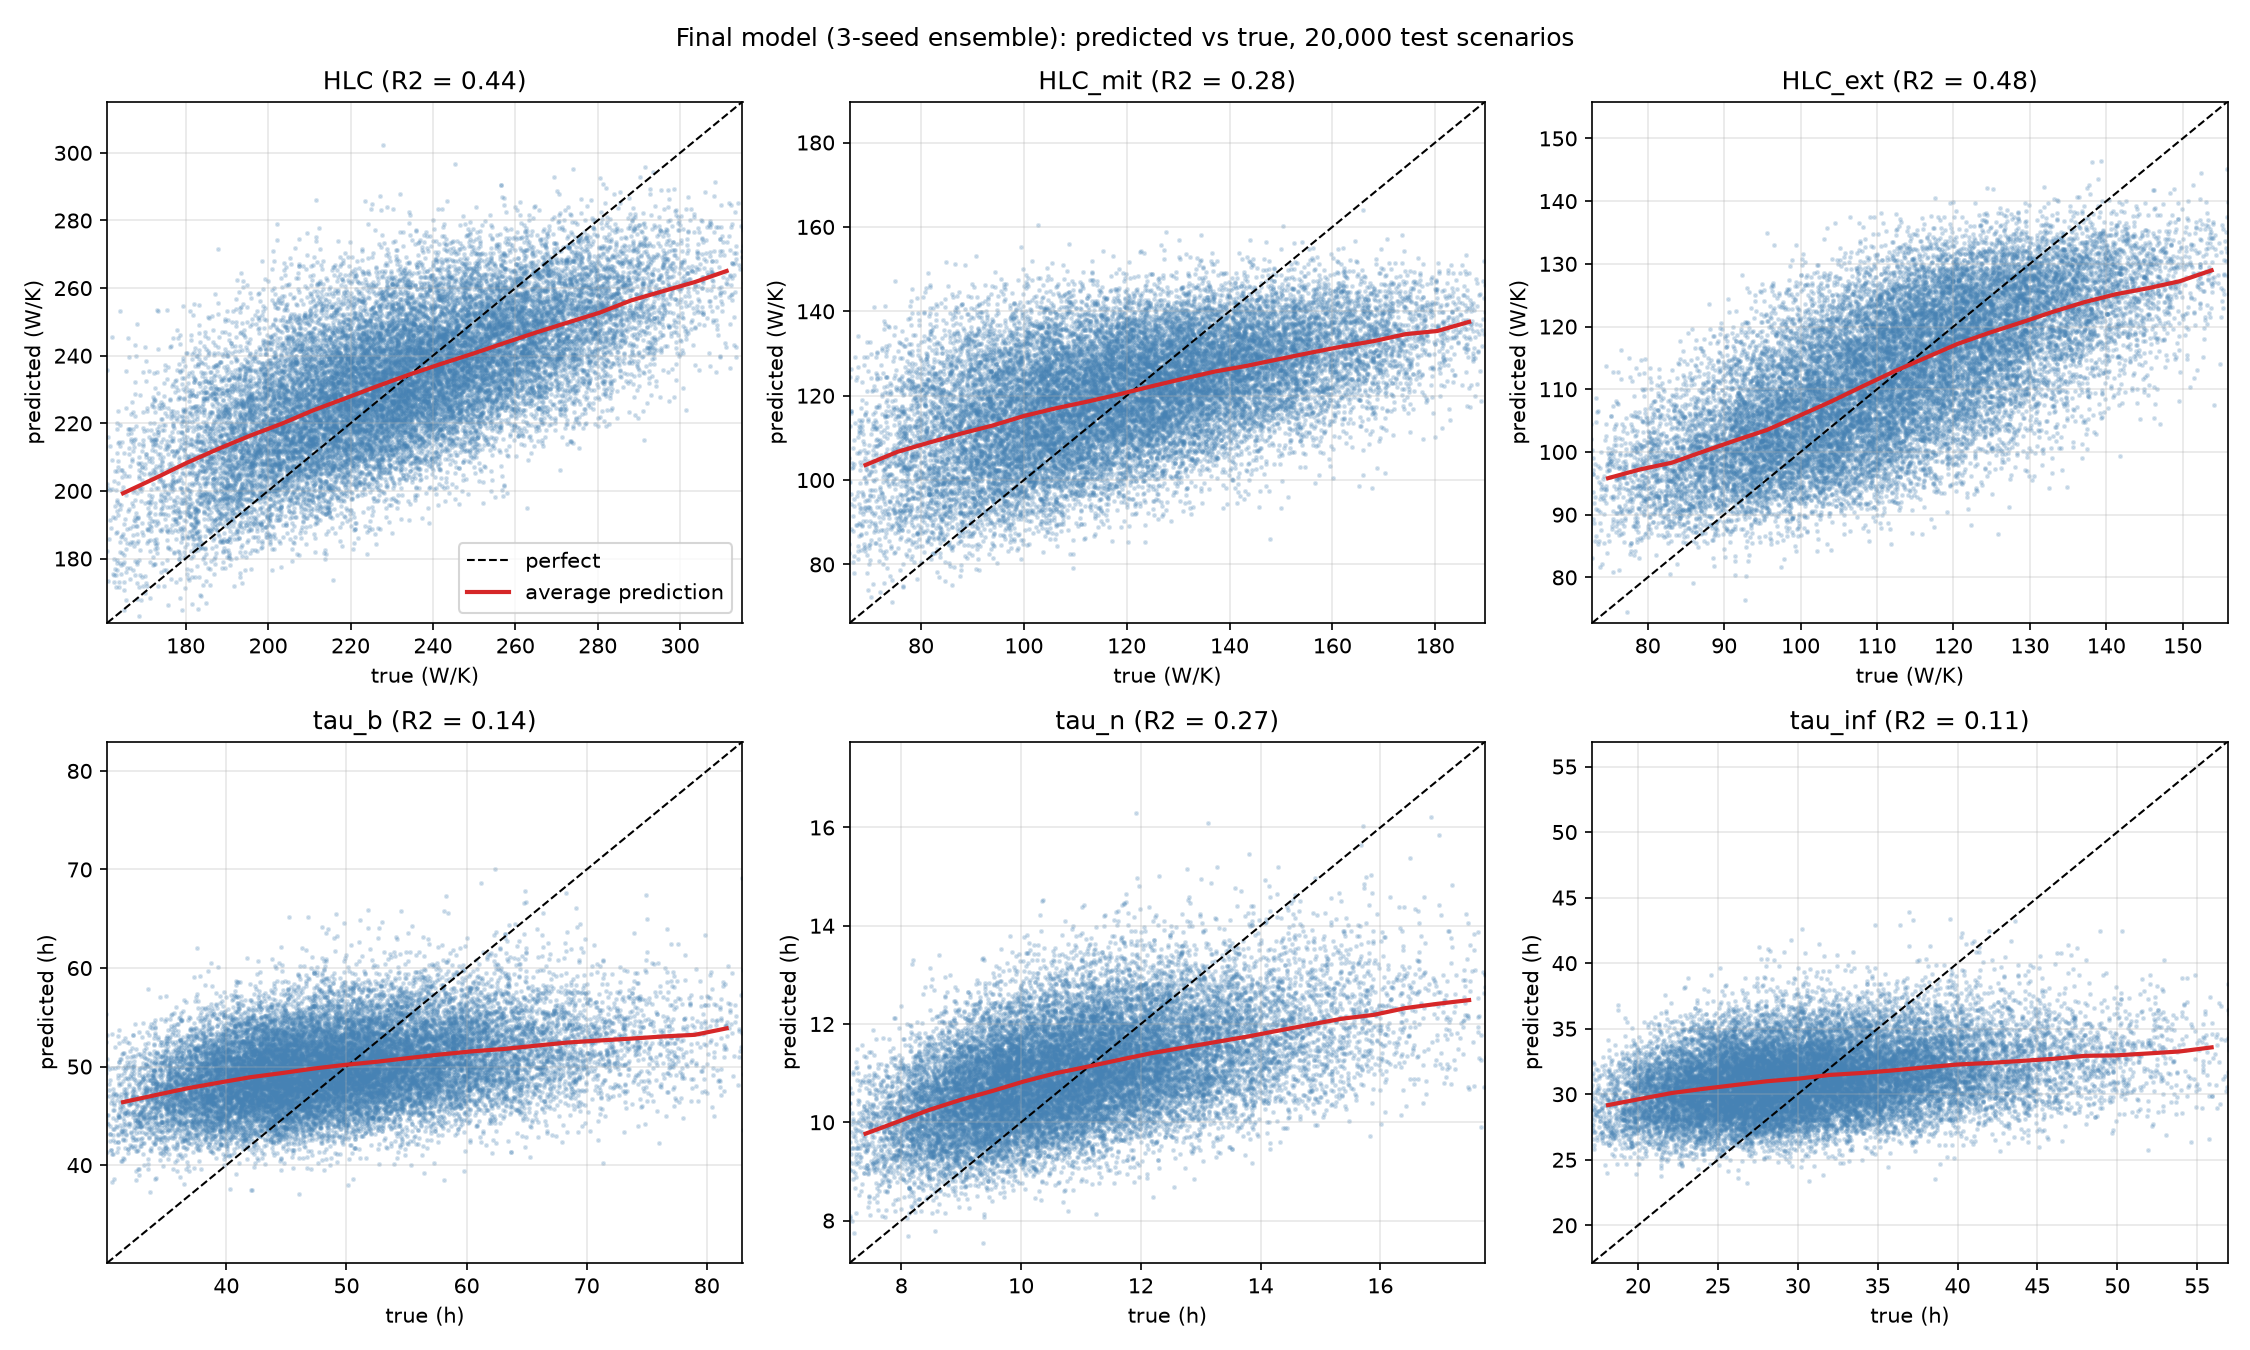 Final model (3-seed ensemble): predicted vs true, 20,000 test scenarios
HLC (R2 = 0.44)
300
280
260
240
220
200
180
predicted (W/K)
perfect
average prediction
180 200 220 240 260 280 300
true (W/K)
HLC_mit (R2 = 0.28)
180
160
140
120
100
80
predicted (W/K)
80 100 120 140 160 180
true (W/K)
HLC_ext (R2 = 0.48)
150
140
130
120
110
100
90
80
predicted (W/K)
80 90 100 110 120 130 140 150
true (W/K)
tau_b (R2 = 0.14)
80
70
60
50
40
predicted (h)
40 50 60 70 80
true (h)
tau_n (R2 = 0.27)
16
14
12
10
8
predicted (h)
8 10 12 14 16
true (h)
tau_inf (R2 = 0.11)
55
50
45
40
35
30
25
20
predicted (h)
20 25 30 35 40 45 50 55
true (h)